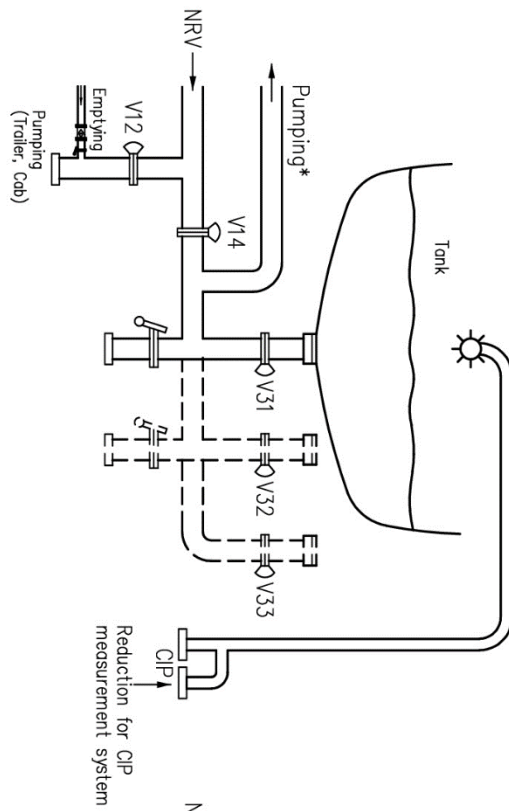 NRV
Pumping*
Tank
Emptying
V12
Pumping
(Trailer, Cab)
V14
V31
V32
V33
CIP
Reduction for CIP
measurement system
N